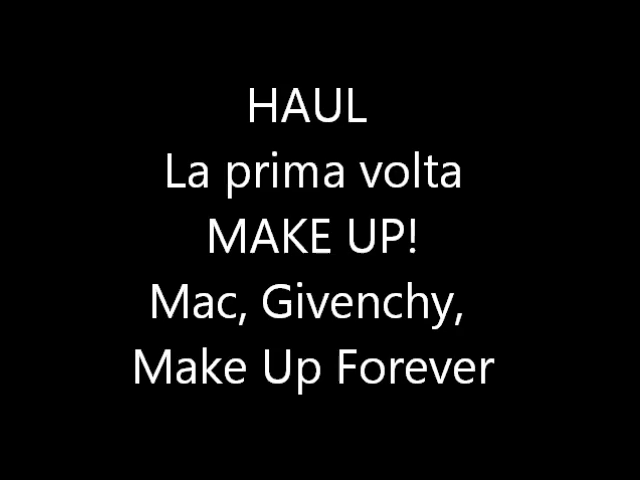 HAUL
La prima volta
MAKE UP!
Mac, Givenchy,
Make Up Forever